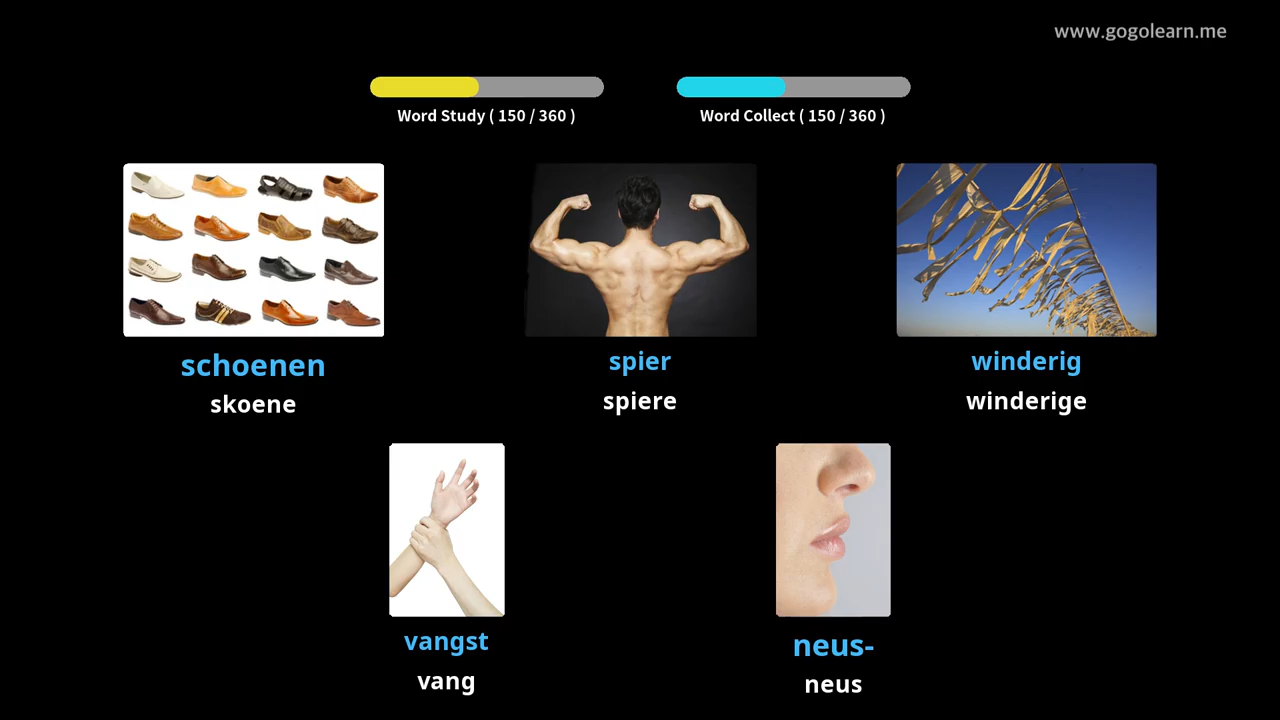 www.gogolearn.me
Word Study ( 150 / 360 )
Word Collect ( 150 / 360 )
schoenen
skoene
spier
spiere
winderig
winderige
vangst
vang
neus-
neus